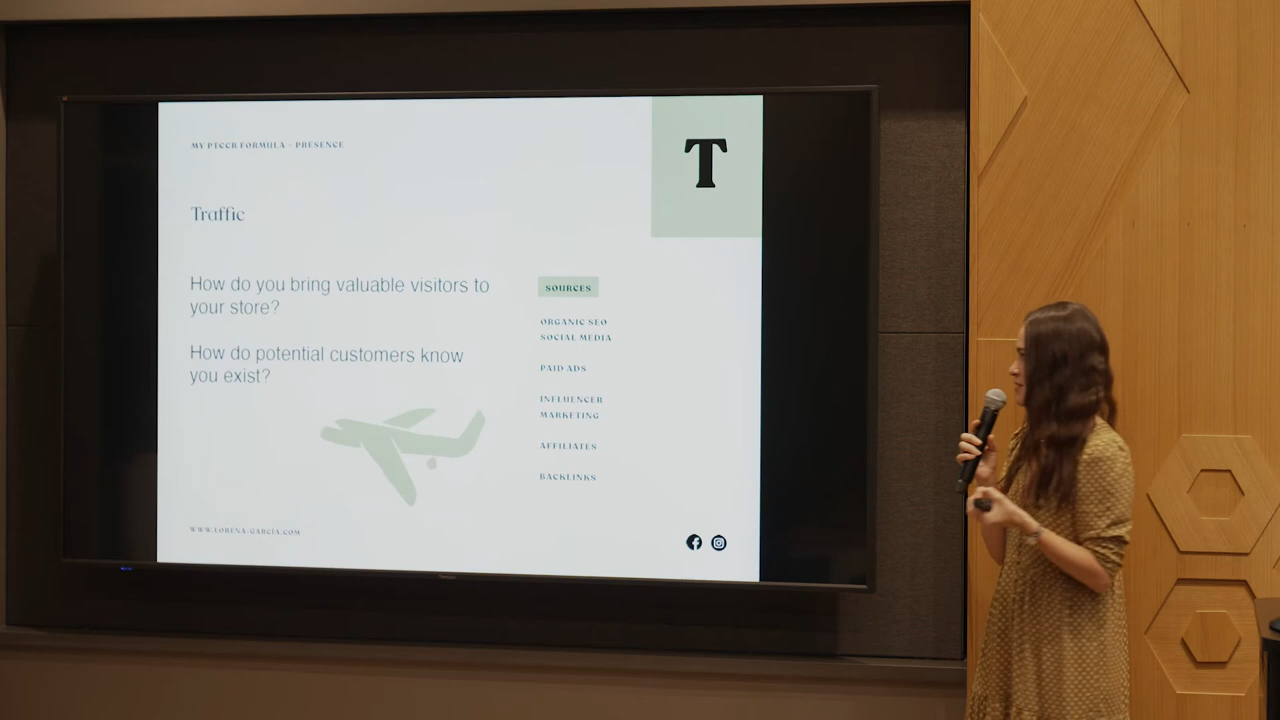 MY PTCCR FORMULA - PRESENCE
T
Traffic
How do you bring valuable visitors to
your store?
How do potential customers know
you exist?
SOURCES
ORGANIC SEO
SOCIAL MEDIA
PAID ADS
INFLUENCER
MARKETING
AFFILIATES
BACKLINKS
WWW.LORENA-GARCIA.COM